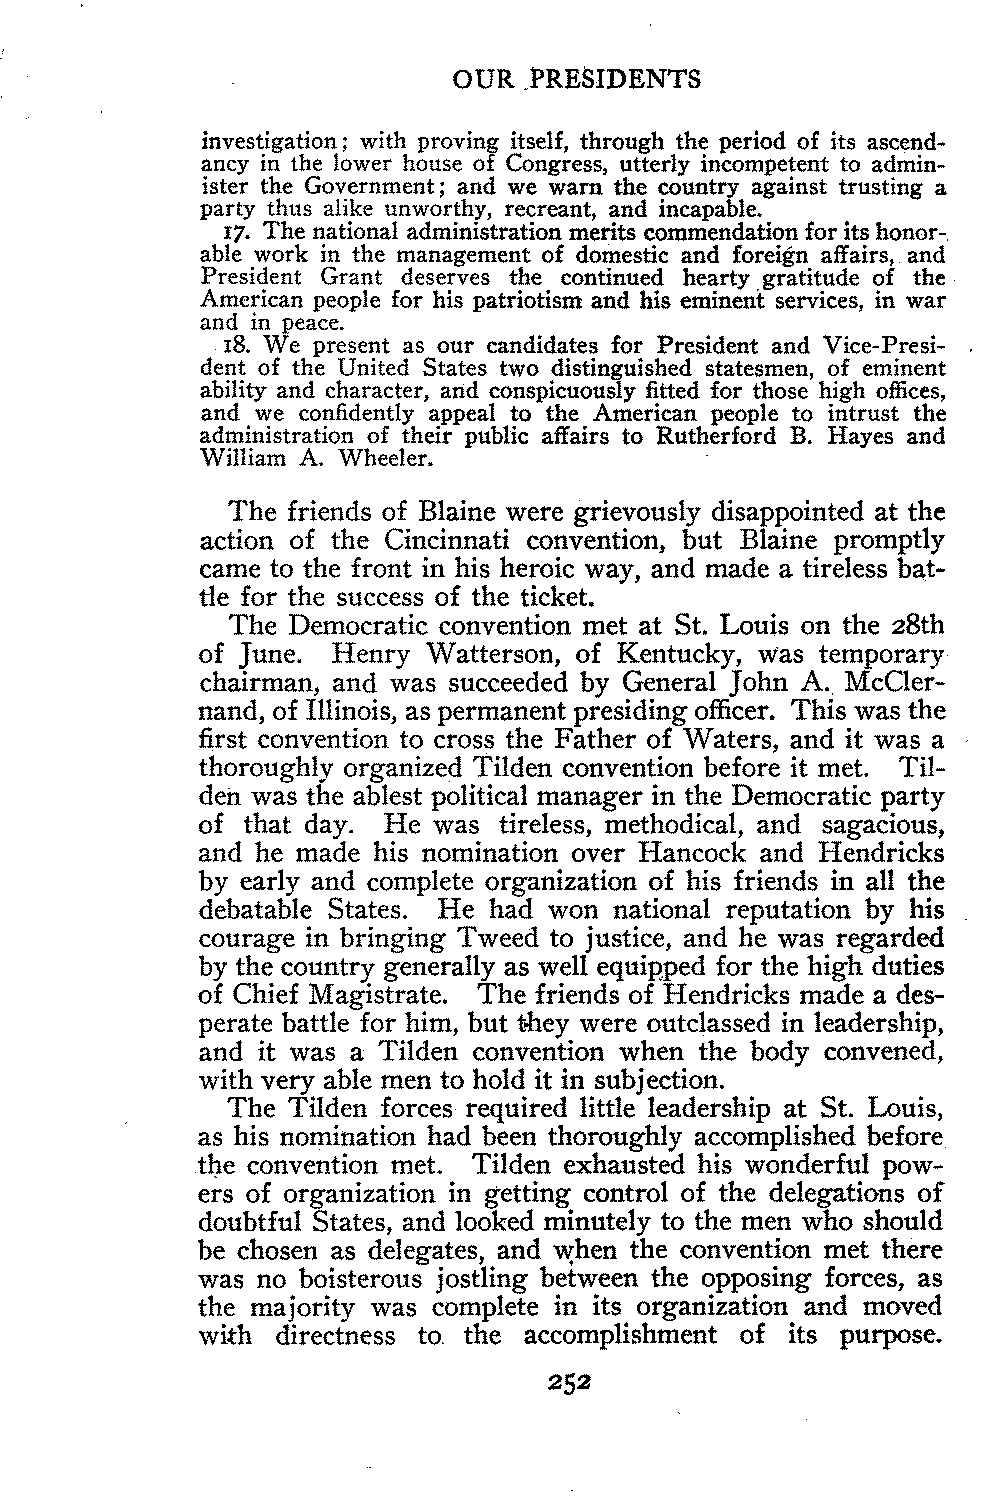 OUR PRESIDENTS
investigation; with proving itself, through the period of its ascend-
ancy in the lower house of Congress, utterly incompetent to admin-
ister the Government; and we warn the country against trusting a
party thus alike unworthy, recreant, and incapable.
17. The national administration merits commendation for its honor-
able work in the management of domestic and foreign affairs, and
President Grant deserves the continued hearty gratitude of the
American people for his patriotism and his eminent services, in war
and in peace.
18. We present as our candidates for President and Vice-Presi-
dent of the United States two distinguished statesmen, of eminent
ability and character, and conspicuously fitted for those high offices,
and we confidently appeal to the American people to intrust the
administration of their public affairs to Rutherford B. Hayes and
William A. Wheeler.
The friends of Blaine were grievously disappointed at the
action of the Cincinnati convention, but Blaine promptly
came to the front in his heroic way, and made a tireless bat-
tle for the success of the ticket.
The Democratic convention met at St. Louis on the 28th
of June. Henry Watterson, of Kentucky, was temporary
chairman, and was succeeded by General John A. McCler-
nand, of Illinois, as permanent presiding officer. This was the
first convention to cross the Father of Waters, and it was a
thoroughly organized Tilden convention before it met. Til-
den was the ablest political manager in the Democratic party
of that day. He was tireless, methodical, and sagacious,
and he made his nomination over Hancock and Hendricks
by early and complete organization of his friends in all the
debatable States. He had won national reputation by his
courage in bringing Tweed to justice, and he was regarded
by the country generally as well equipped for the high duties
of Chief Magistrate. The friends of Hendricks made a des-
perate battle for him, but they were outclassed in leadership,
and it was a Tilden convention when the body convened,
with very able men to hold it in subjection.
The Tilden forces required little leadership at St. Louis,
as his nomination had been thoroughly accomplished before
the convention met. Tilden exhausted his wonderful pow-
ers of organization in getting control of the delegations of
doubtful States, and looked minutely to the men who should
be chosen as delegates, and when the convention met there
was no boisterous jostling between the opposing forces, as
the majority was complete in its organization and moved
with directness to the accomplishment of its purpose.
252